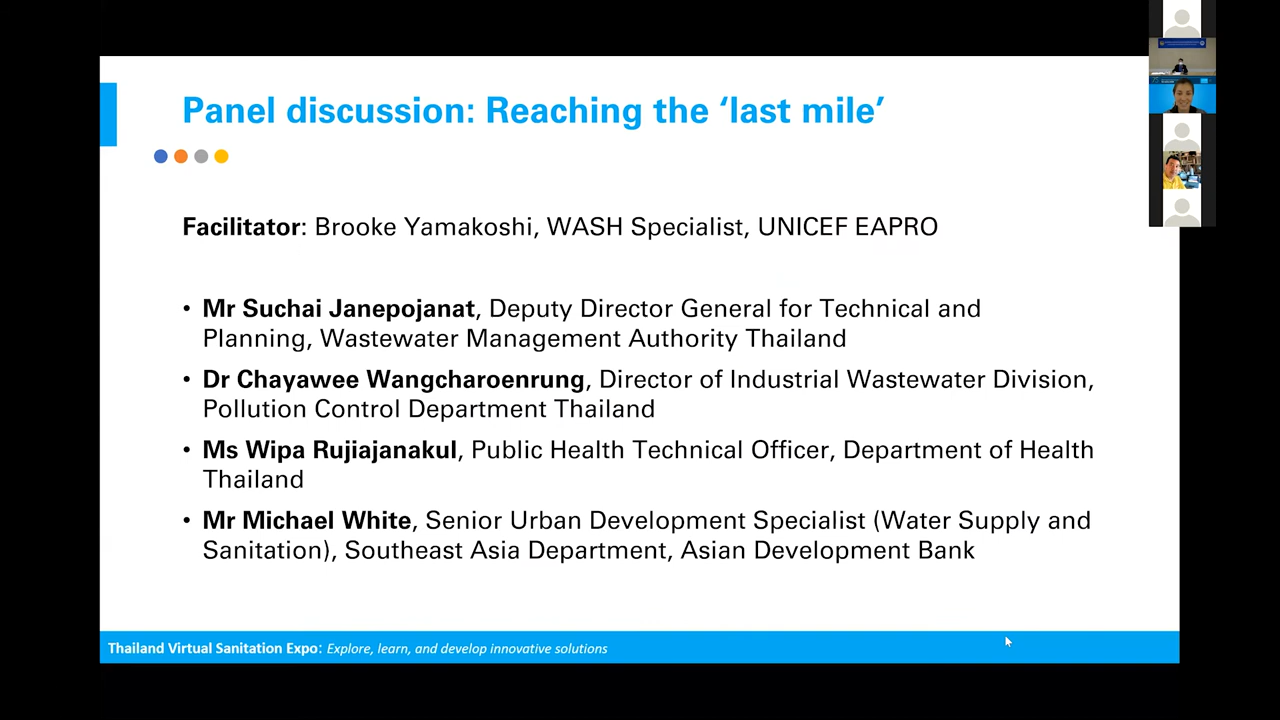 Panel discussion: Reaching the ‘last mile’
Facilitator: Brooke Yamakoshi, WASH Specialist, UNICEF EAPRO
• Mr Suchai Janepojanat, Deputy Director General for Technical and
Planning, Wastewater Management Authority Thailand
• Dr Chayawee Wangcharoenrung, Director of Industrial Wastewater Division,
Pollution Control Department Thailand
• Ms Wipa Rujiajanakul, Public Health Technical Officer, Department of Health
Thailand
• Mr Michael White, Senior Urban Development Specialist (Water Supply and
Sanitation), Southeast Asia Department, Asian Development Bank
Thailand Virtual Sanitation Expo: Explore, learn, and develop innovative solutions